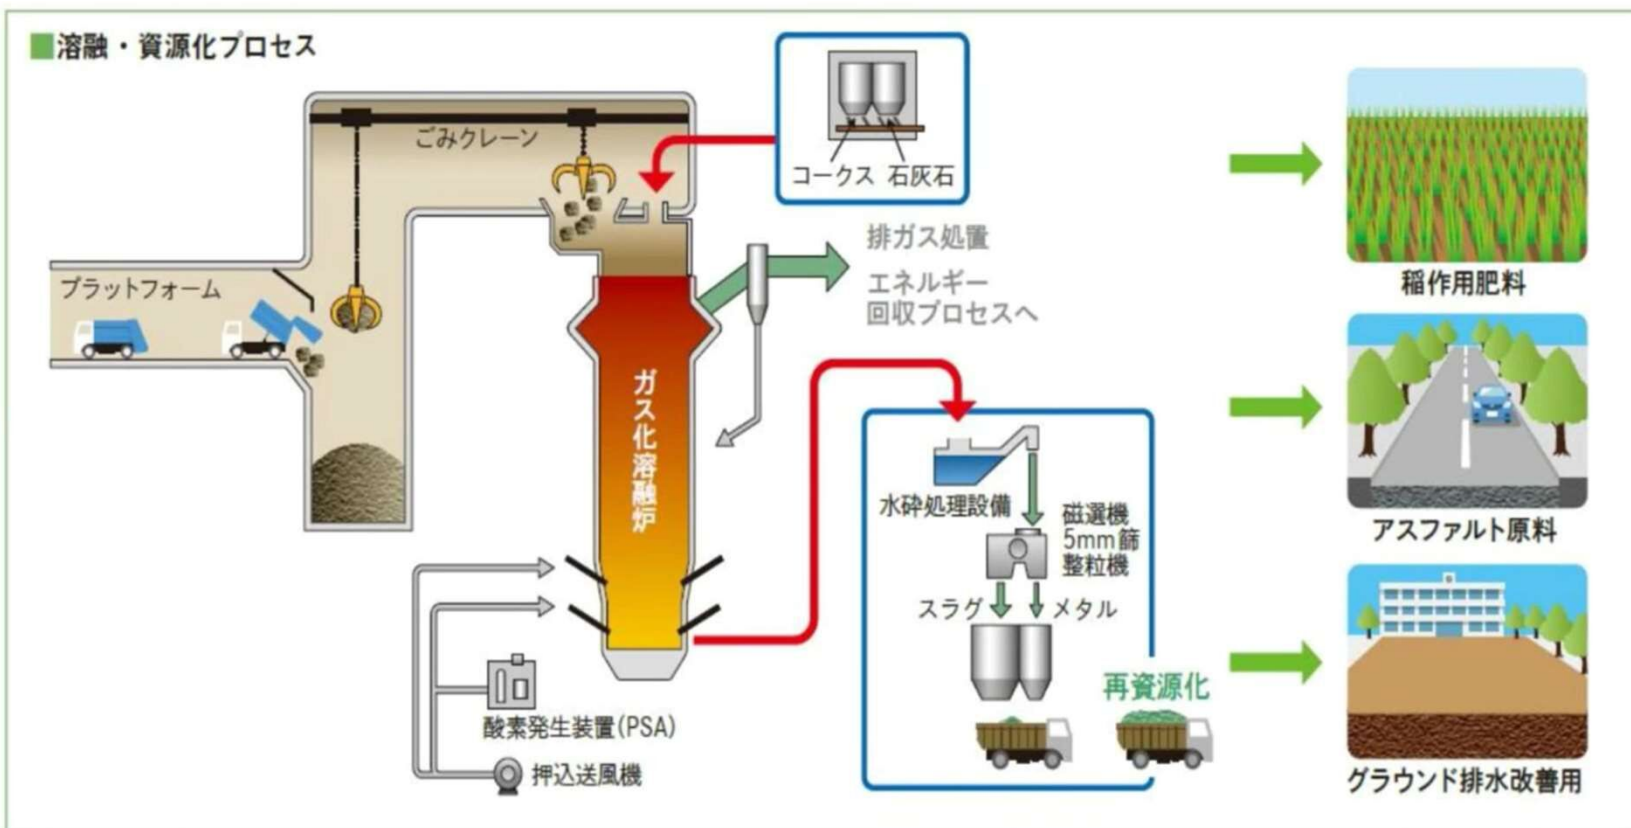 ■溶融・資源化プロセス
ごみクレーン
コークス 石灰石
プラットフォーム
排ガス処置
エネルギー
回収プロセスへ
ガス化溶融炉
水砕処理設備
磁選機
5mm篩
整粒機
スラグ
メタル
再資源化
酸素発生装置(PSA)
押込送風機
稲作用肥料
アスファルト原料
グラウンド排水改善用